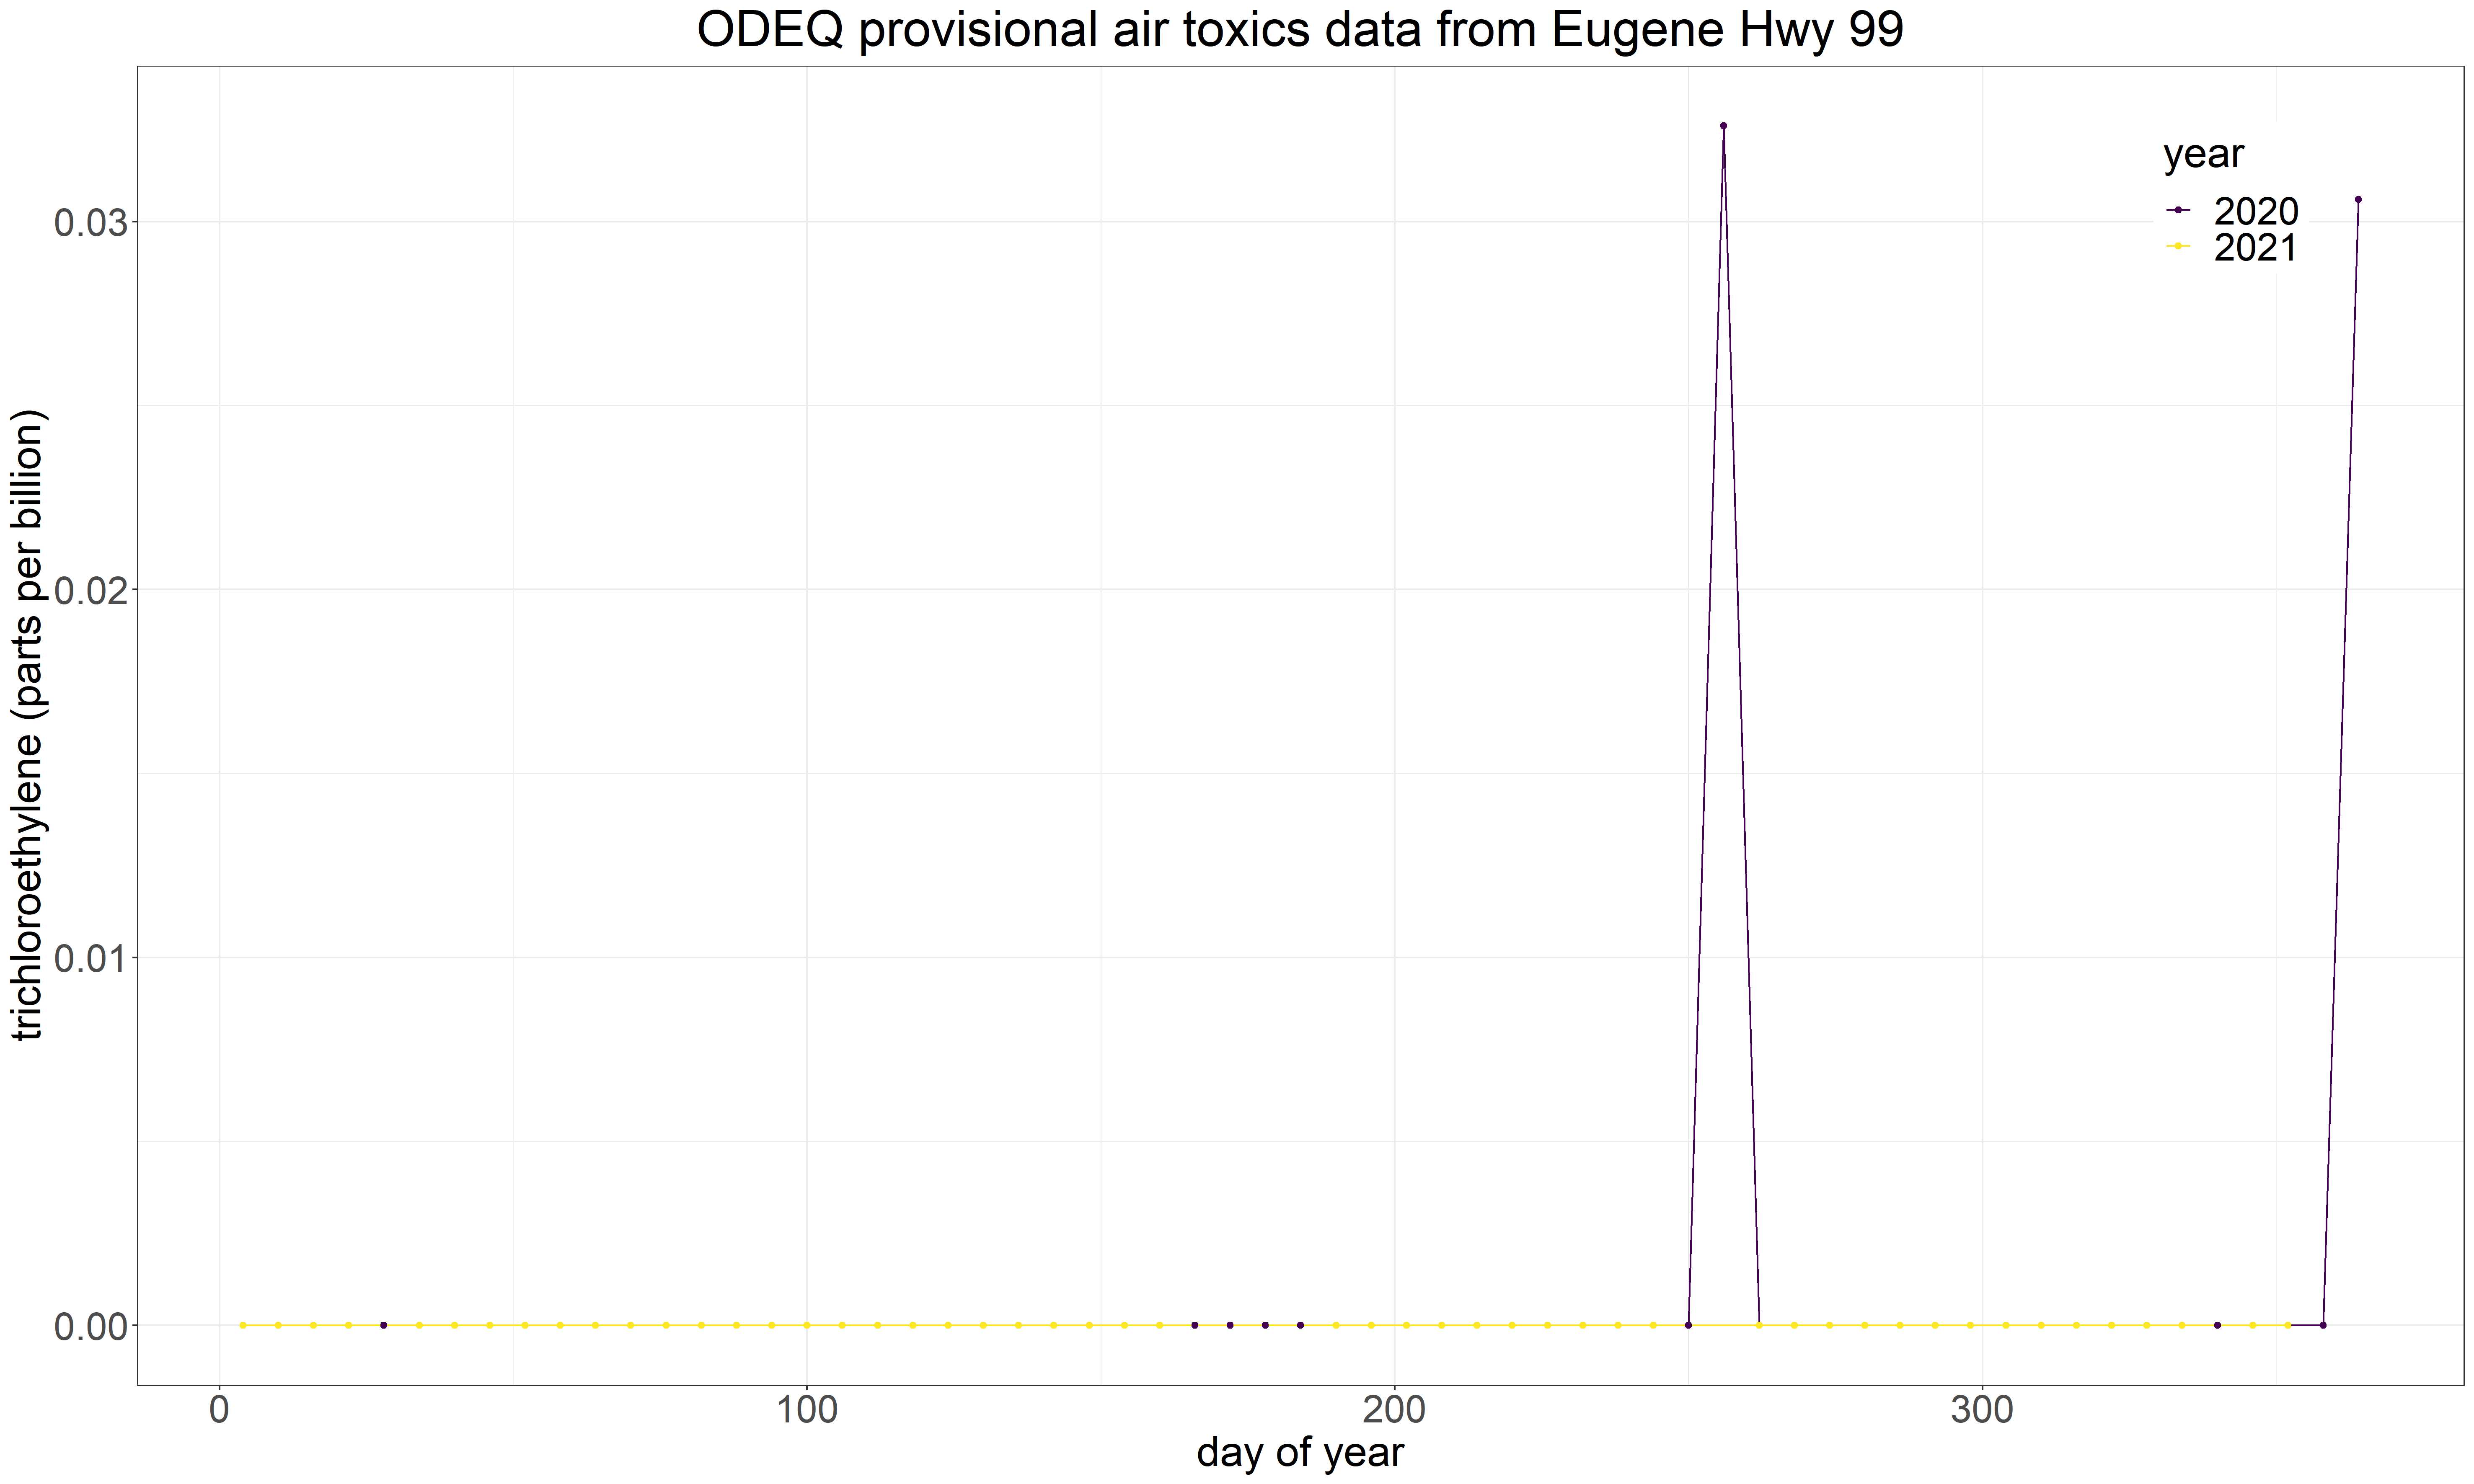 ODEQ provisional air toxics data from Eugene Hwy 99
trichloroethylene (parts per billion)
0.03
0.02
0.01
0.00
year
2020
2021
0
100
200
300
day of year